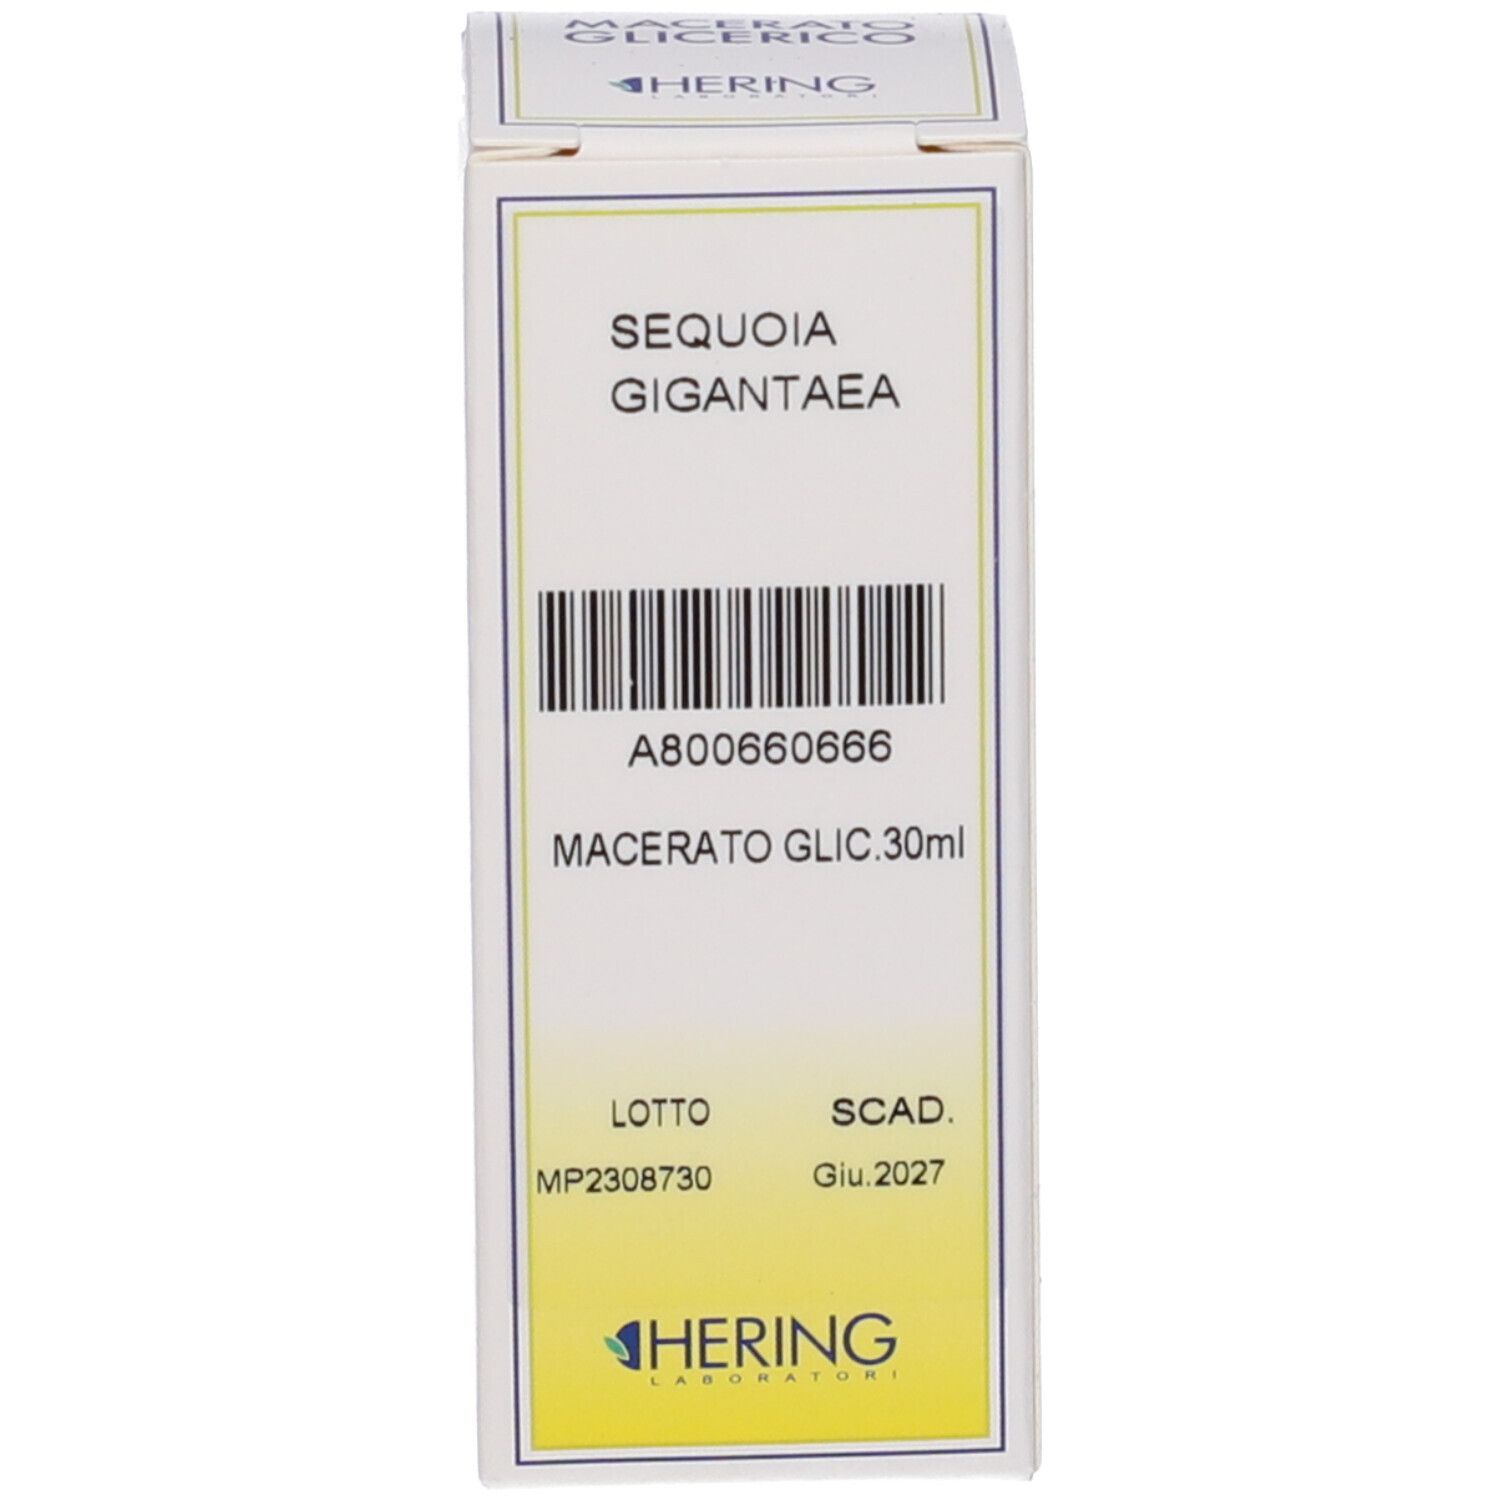 MACERATO
GLICERICO
HERING
LABORATORI
SEQUOIA
GIGANTAEA
A800660666
MACERATO GLIC.30ml
LOTTO SCAD.
MP2308730 Giu.2027
HERING
LABORATORI